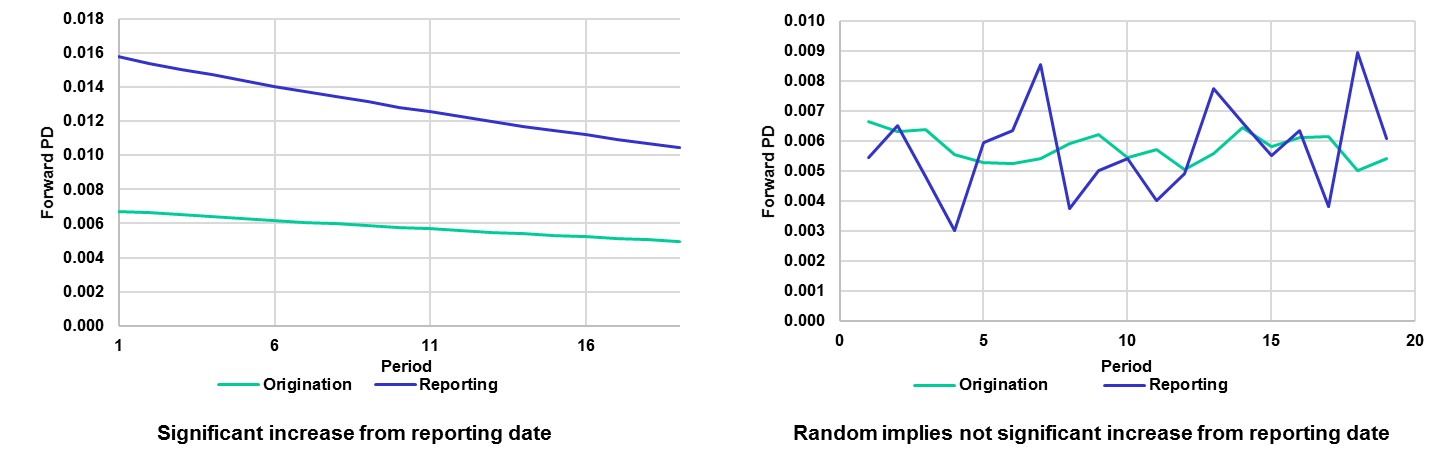 0.018
0.016
0.014
0.012
0.010
0.008
0.006
0.004
0.002
0.000
Forward PD
1 6 11 16
Period
Origination Reporting
Significant increase from reporting date
0.010
0.009
0.008
0.007
0.006
0.005
0.004
0.003
0.002
0.001
0.000
Forward PD
0 5 10 15 20
Period
Origination Reporting
Random implies not significant increase from reporting date